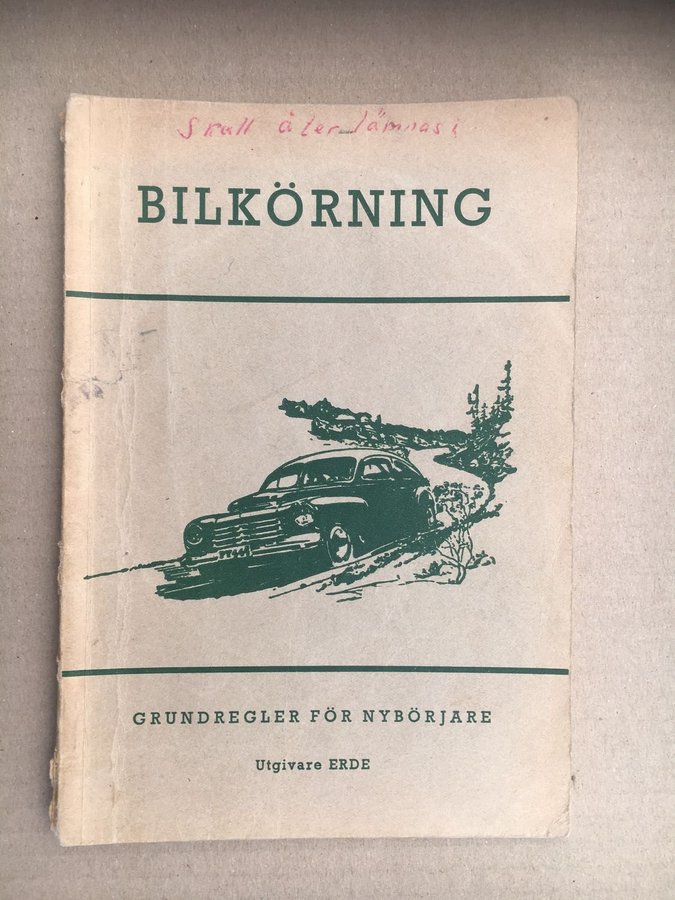 Skall återlämnas i
BILKÖRNING
GRUNDREGLER FÖR NYBÖRJARE
Utgivare ERDE